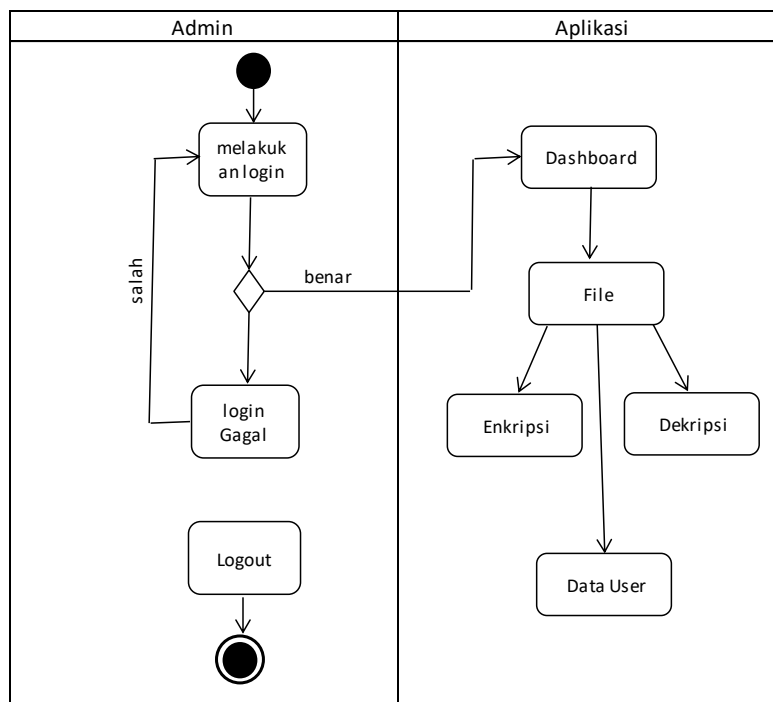 Admin
Aplikasi
melakuk
an login
Dashboard
salah
benar
File
login
Gagal
Enkripsi
Dekripsi
Logout
Data User